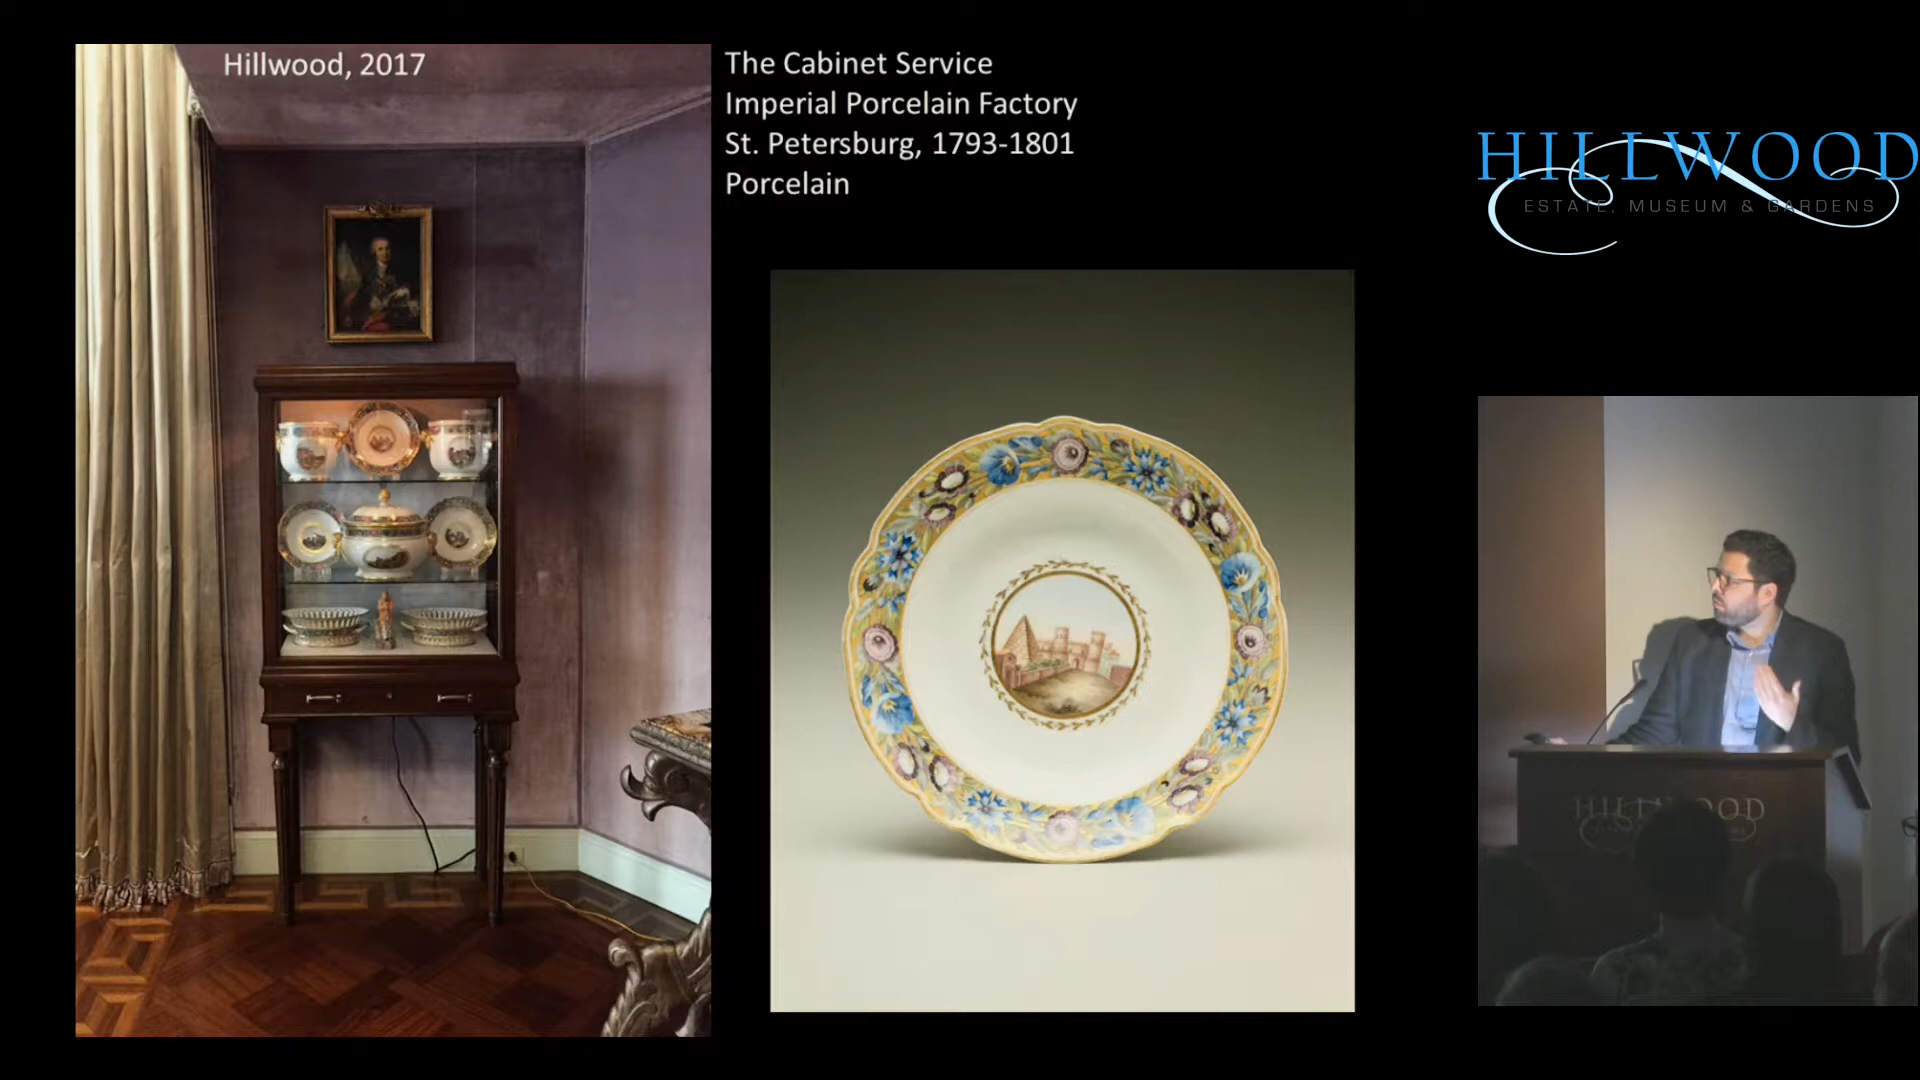 Hillwood, 2017
The Cabinet Service
Imperial Porcelain Factory
St. Petersburg, 1793-1801
Porcelain
HILLWOOD
ESTATE, MUSEUM & GARDENS
HILLWOOD